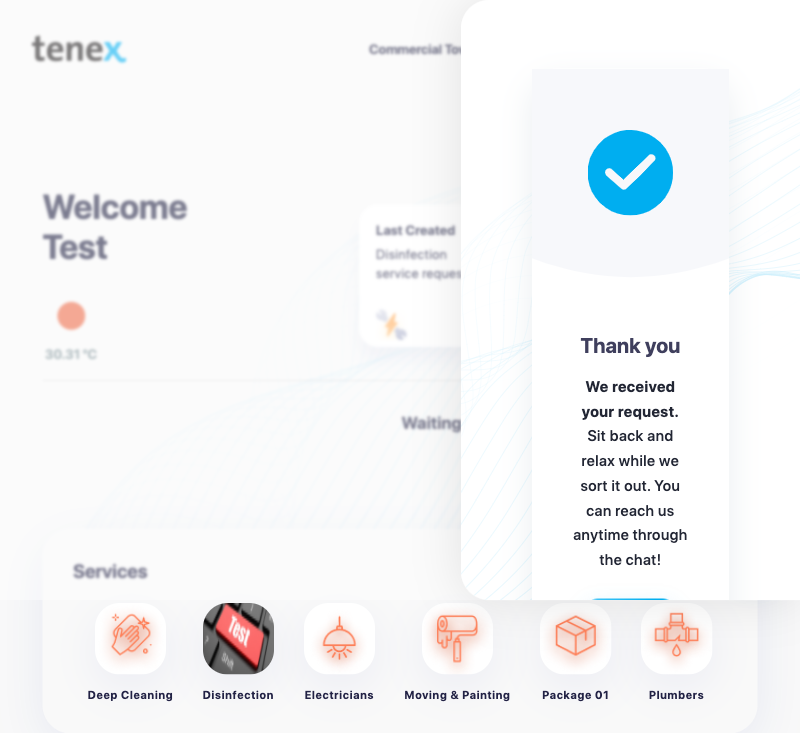 tenex
Commercial To
Welcome
Test
Last Created
Disinfection
service reques
30.31 °C
Waiting
Thank you
We received
your request.
Sit back and
relax while we
sort it out. You
can reach us
anytime through
the chat!
Services
Test
Shift
Deep Cleaning
Disinfection
Electricians
Moving & Painting
Package 01
Plumbers